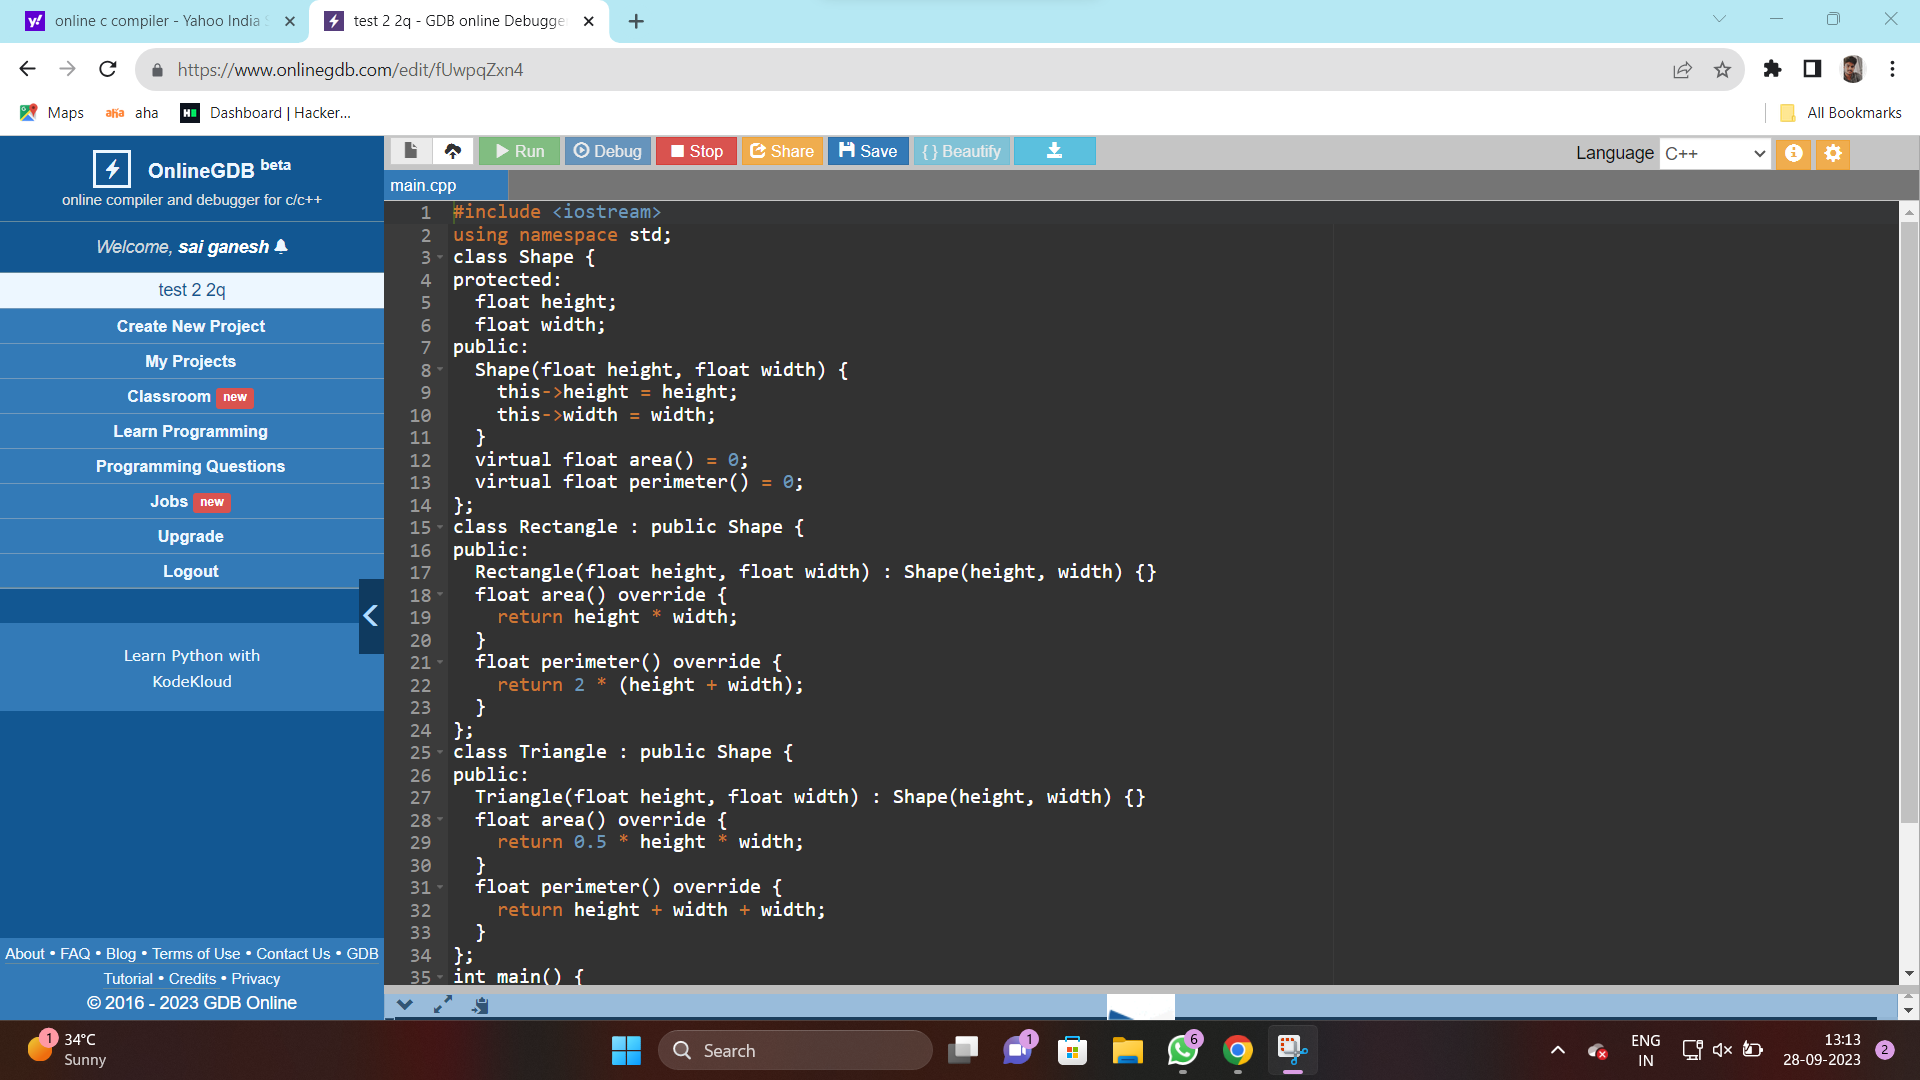 online c compiler - Yahoo India
test 2 2q - GDB online Debugge
https://www.onlinegdb.com/edit/fUwpqZxn4
Maps
aha
aha
Dashboard | Hacker...
All Bookmarks
OnlineGDB beta
online compiler and debugger for c/c++
Welcome, sai ganesh
test 2 2q
Create New Project
My Projects
Classroom new
Learn Programming
Programming Questions
Jobs new
Upgrade
Logout
Learn Python with
KodeKloud
About • FAQ • Blog • Terms of Use • Contact Us • GDB
Tutorial • Credits • Privacy
© 2016 - 2023 GDB Online
Run
Debug
Stop
Share
Save
{ } Beautify
Language C++
main.cpp
1 #include <iostream>
2 using namespace std;
3 class Shape {
4 protected:
5   float height;
6   float width;
7 public:
8   Shape(float height, float width) {
9     this->height = height;
10     this->width = width;
11   }
12   virtual float area() = 0;
13   virtual float perimeter() = 0;
14 };
15 class Rectangle : public Shape {
16 public:
17   Rectangle(float height, float width) : Shape(height, width) {}
18   float area() override {
19     return height * width;
20   }
21   float perimeter() override {
22     return 2 * (height + width);
23   }
24 };
25 class Triangle : public Shape {
26 public:
27   Triangle(float height, float width) : Shape(height, width) {}
28   float area() override {
29     return 0.5 * height * width;
30   }
31   float perimeter() override {
32     return height + width + width;
33   }
34 };
35 int main() {
1
34°C
Sunny
Search
1
6
ENG
IN
13:13
28-09-2023
2